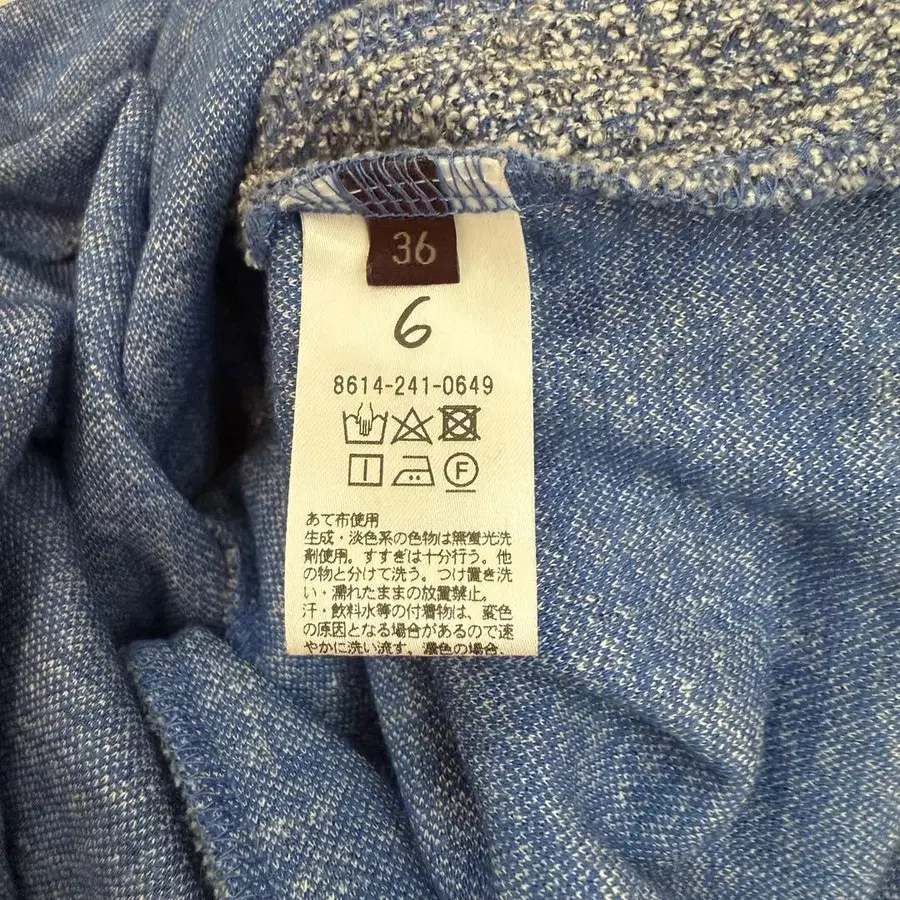 36
6
8614-241-0649
F
あて布使用
生成・淡色系の色物は無蛍光洗
剤使用。すすぎは十分行う。他
の物と分けて洗う。つけ置き洗
い・濡れたままの放置禁止。
汗・飲料水等の付着物は、変色
の原因となる場合があるので速
やかに洗い流す。濃色の場合、